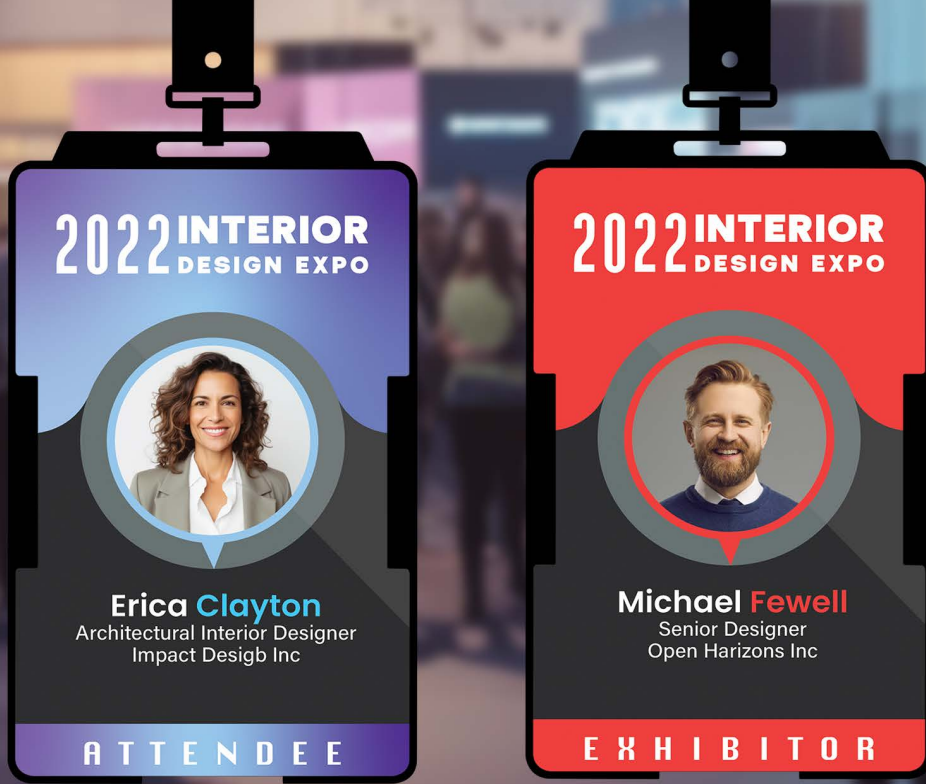 2022 INTERIOR
DESIGN EXPO
Erica Clayton
Architectural Interior Designer
Impact Desigb Inc
ATTENDEE
2022 INTERIOR
DESIGN EXPO
Michael Fewell
Senior Designer
Open Harizons Inc
EXHIBITOR